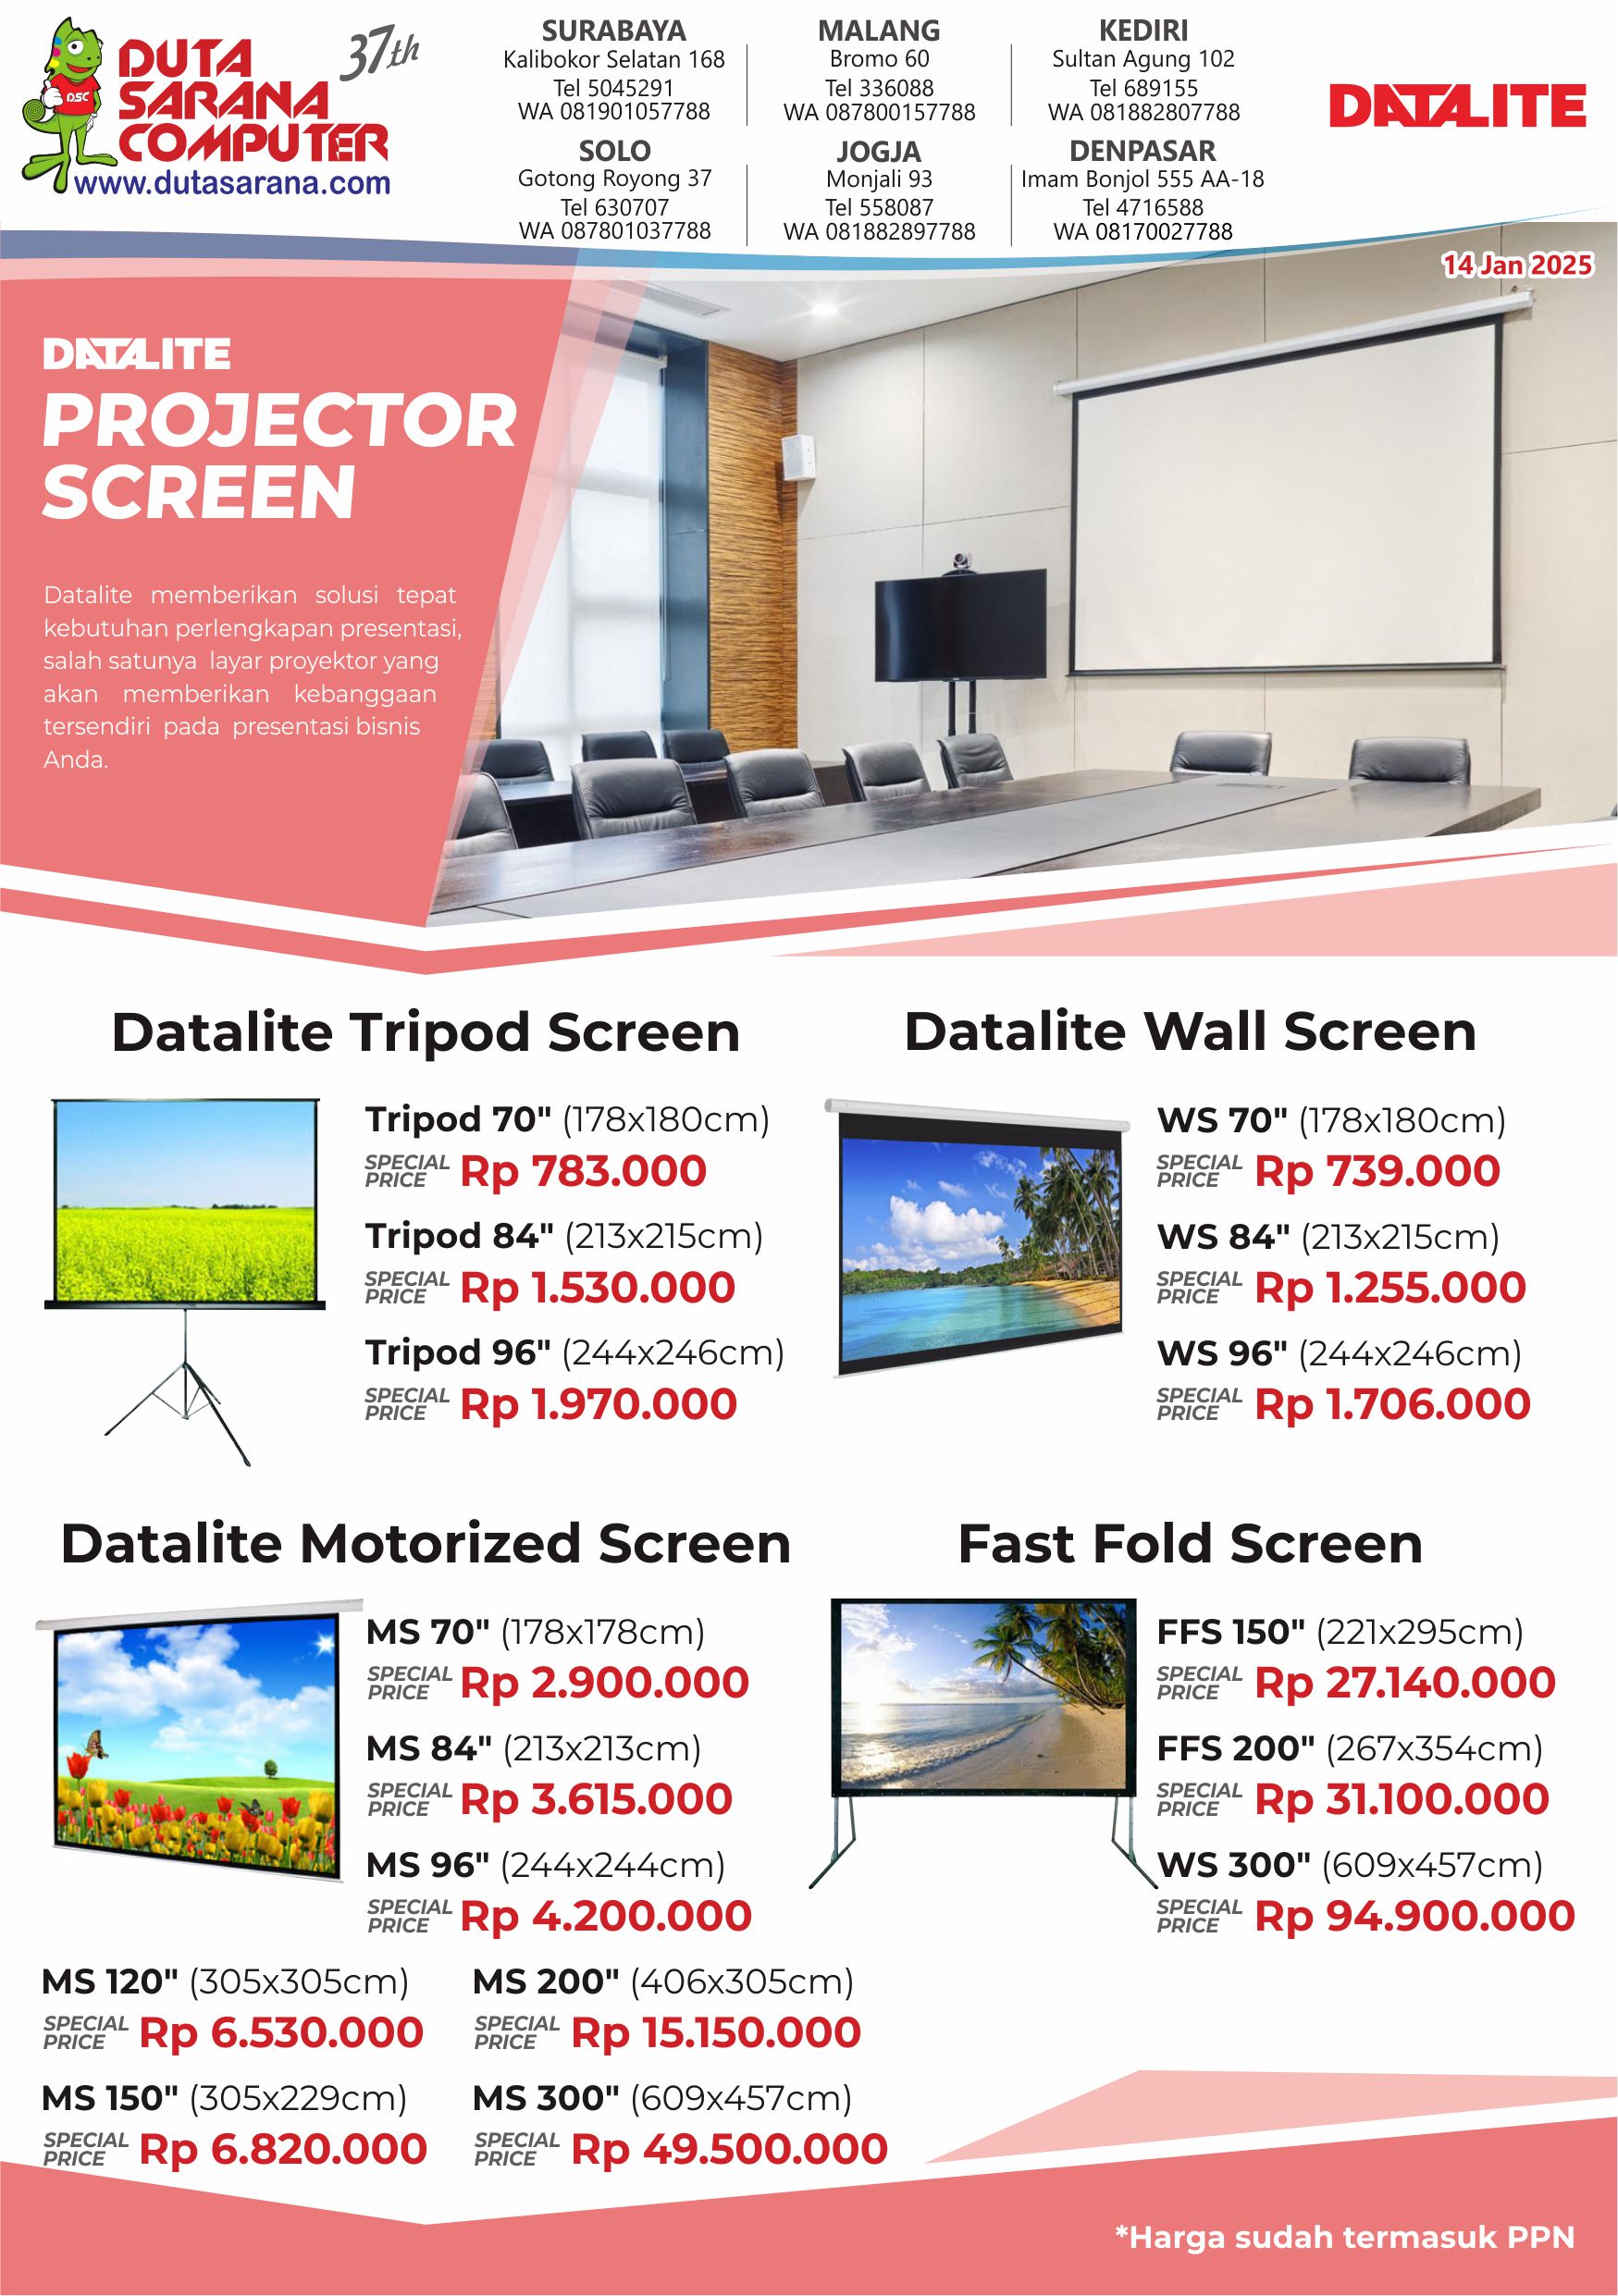 DUTA
SARANA
COMPUTER
37th
DSC
www.dutasarana.com
SURABAYA
Kalibokor Selatan 168
Tel 5045291
WA 081901057788
MALANG
Bromo 60
Tel 336088
WA 087800157788
KEDIRI
Sultan Agung 102
Tel 689155
WA 081882807788
SOLO
Gotong Royong 37
Tel 630707
WA 087801037788
JOGJA
Monjali 93
Tel 558087
WA 081882897788
DENPASAR
Imam Bonjol 555 AA-18
Tel 4716588
WA 08170027788
DATALITE
14 Jan 2025
DATALITE
PROJECTOR
SCREEN
Datalite memberikan solusi tepat
kebutuhan perlengkapan presentasi,
salah satunya layar proyektor yang
akan memberikan kebanggaan
tersendiri pada presentasi bisnis
Anda.
Datalite Tripod Screen
Tripod 70" (178x180cm)
SPECIAL PRICE Rp 783.000
Tripod 84" (213x215cm)
SPECIAL PRICE Rp 1.530.000
Tripod 96" (244x246cm)
SPECIAL PRICE Rp 1.970.000
Datalite Wall Screen
WS 70" (178x180cm)
SPECIAL PRICE Rp 739.000
WS 84" (213x215cm)
SPECIAL PRICE Rp 1.255.000
WS 96" (244x246cm)
SPECIAL PRICE Rp 1.706.000
Datalite Motorized Screen
MS 70" (178x178cm)
SPECIAL PRICE Rp 2.900.000
MS 84" (213x213cm)
SPECIAL PRICE Rp 3.615.000
MS 96" (244x244cm)
SPECIAL PRICE Rp 4.200.000
MS 120" (305x305cm)
SPECIAL PRICE Rp 6.530.000
MS 150" (305x229cm)
SPECIAL PRICE Rp 6.820.000
MS 200" (406x305cm)
SPECIAL PRICE Rp 15.150.000
MS 300" (609x457cm)
SPECIAL PRICE Rp 49.500.000
Fast Fold Screen
FFS 150" (221x295cm)
SPECIAL PRICE Rp 27.140.000
FFS 200" (267x354cm)
SPECIAL PRICE Rp 31.100.000
WS 300" (609x457cm)
SPECIAL PRICE Rp 94.900.000
*Harga sudah termasuk PPN